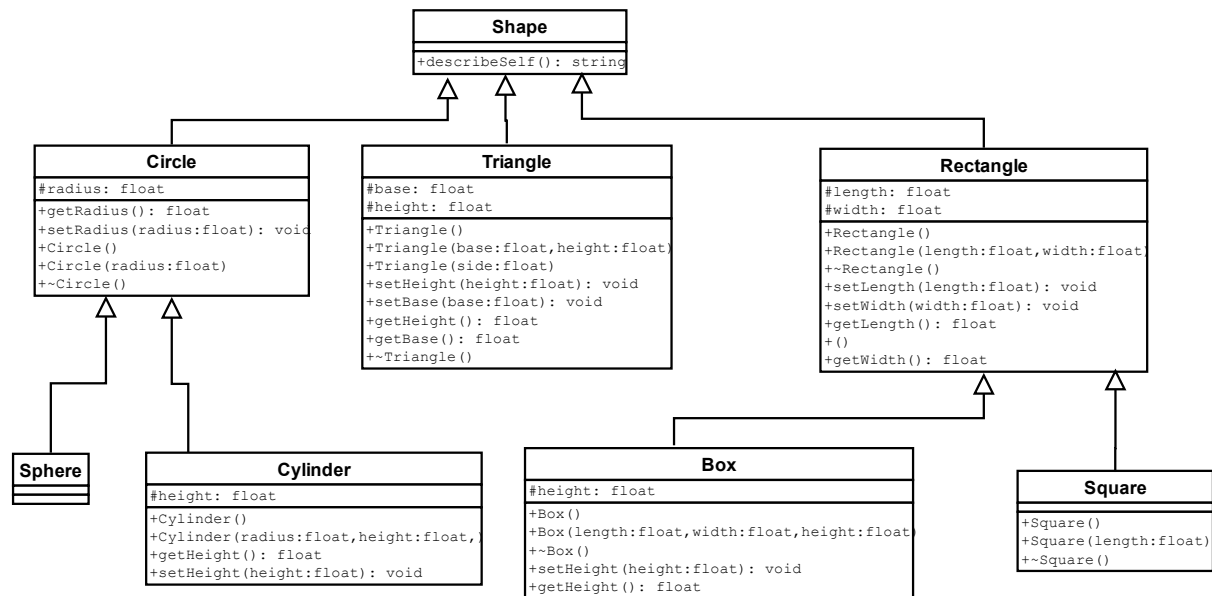 Shape
+describeSelf(): string
Circle
#radius: float
+getRadius(): float
+setRadius(radius:float): void
+Circle()
+Circle(radius:float)
+~Circle()
Triangle
#base: float
#height: float
+Triangle()
+Triangle(base:float,height:float)
+Triangle(side:float)
+setHeight(height:float): void
+setBase(base:float): void
+getHeight(): float
+getBase(): float
+~Triangle()
Rectangle
#length: float
#width: float
+Rectangle()
+Rectangle(length:float,width:float)
+~Rectangle()
+setLength(length:float): void
+setWidth(width:float): void
+getLength(): float
+()
+getWidth(): float
Sphere
Cylinder
#height: float
+Cylinder()
+Cylinder(radius:float,height:float,)
+getHeight(): float
+setHeight(height:float): void
Box
#height: float
+Box()
+Box(length:float,width:float,height:float)
+~Box()
+setHeight(height:float): void
+getHeight(): float
Square
+Square()
+Square(length:float)
+~Square()